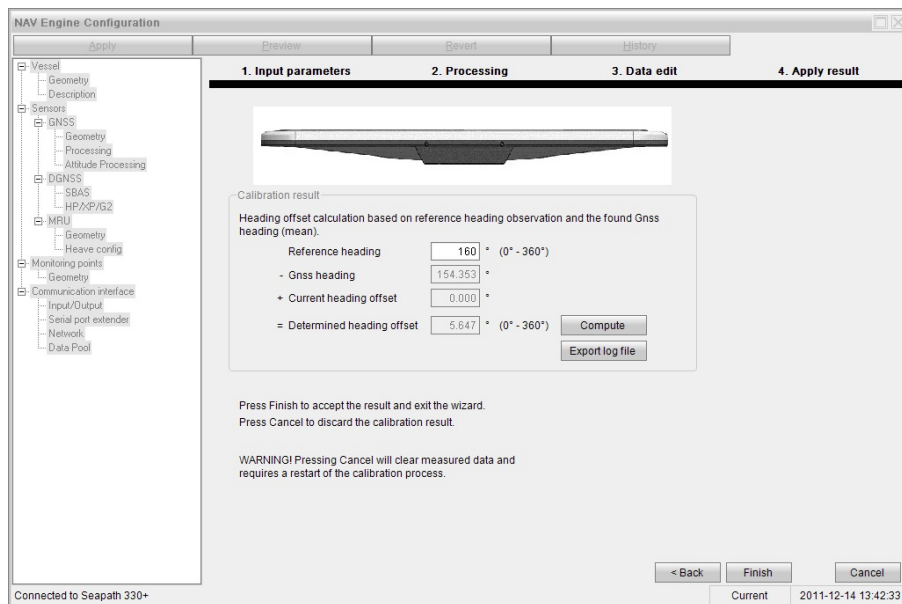 NAV Engine Configuration
Apply Preview Revert History
Vessel
Geometry
Description
Sensors
GNSS
Geometry
Processing
Attitude Processing
DGNSS
SBAS
HP/XP/G2
MRU
Geometry
Heave config
Monitoring points
Geometry
Communication interface
Input/Output
Serial port extender
Network
Data Pool
1. Input parameters 2. Processing 3. Data edit 4. Apply result
Calibration result
Heading offset calculation based on reference heading observation and the found Gnss
heading (mean).
Reference heading 160 ° (0° - 360°)
- Gnss heading 154.353 °
+ Current heading offset 0.000 °
= Determined heading offset 5.647 ° (0° - 360°) Compute
Export log file
Press Finish to accept the result and exit the wizard.
Press Cancel to discard the calibration result.
WARNING! Pressing Cancel will clear measured data and
requires a restart of the calibration process.
< Back Finish Cancel
Connected to Seapath 330+ Current 2011-12-14 13:42:33